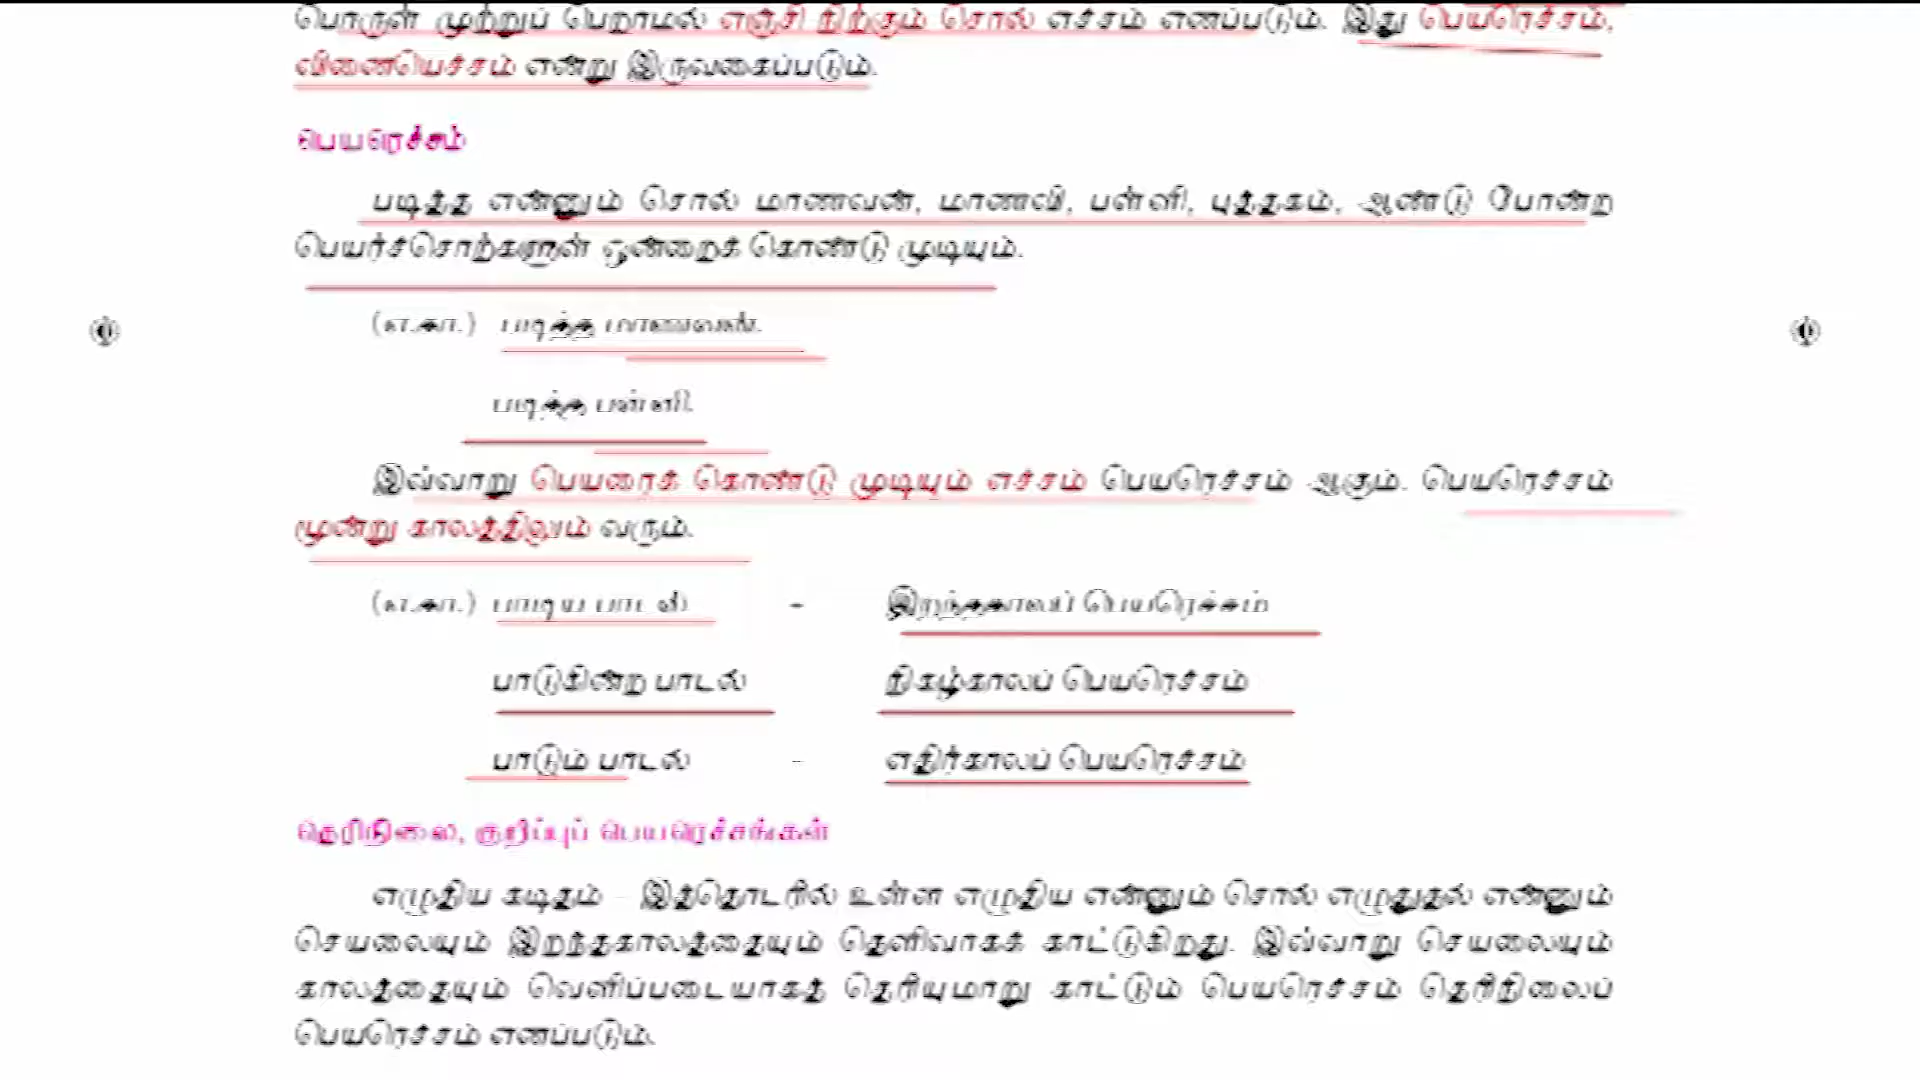 பொருள் முற்றுப் பெறாமல் எஞ்சி நிற்கும் சொல் எச்சம் எனப்படும். இது பெயரெச்சம்,
வினையெச்சம் என்று இருவகைப்படும்.
பெயரெச்சம்
படித்த என்னும் சொல் மாணவன், மாணவி, பள்ளி, புத்தகம், ஆண்டு போன்ற
பெயர்ச்சொற்களுள் ஒன்றைக் கொண்டு முடியும்.
(எ.கா.) படித்த மாணவன்.
படித்த பள்ளி.
இவ்வாறு பெயரைக் கொண்டு முடியும் எச்சம் பெயரெச்சம் ஆகும். பெயரெச்சம்
மூன்று காலத்திலும் வரும்.
(எ.கா.) பாடிய பாடல் - இறந்தகாலப் பெயரெச்சம்
பாடுகின்ற பாடல் நிகழ்காலப் பெயரெச்சம்
பாடும் பாடல் - எதிர்காலப் பெயரெச்சம்
தெரிநிலை, குறிப்புப் பெயரெச்சங்கள்
எழுதிய கடிதம் - இத்தொடரில் உள்ள எழுதிய என்னும் சொல் எழுதுதல் என்னும்
செயலையும் இறந்தகாலத்தையும் தெளிவாகக் காட்டுகிறது. இவ்வாறு செயலையும்
காலத்தையும் வெளிப்படையாகத் தெரியுமாறு காட்டும் பெயரெச்சம் தெரிநிலைப்
பெயரெச்சம் எனப்படும்.